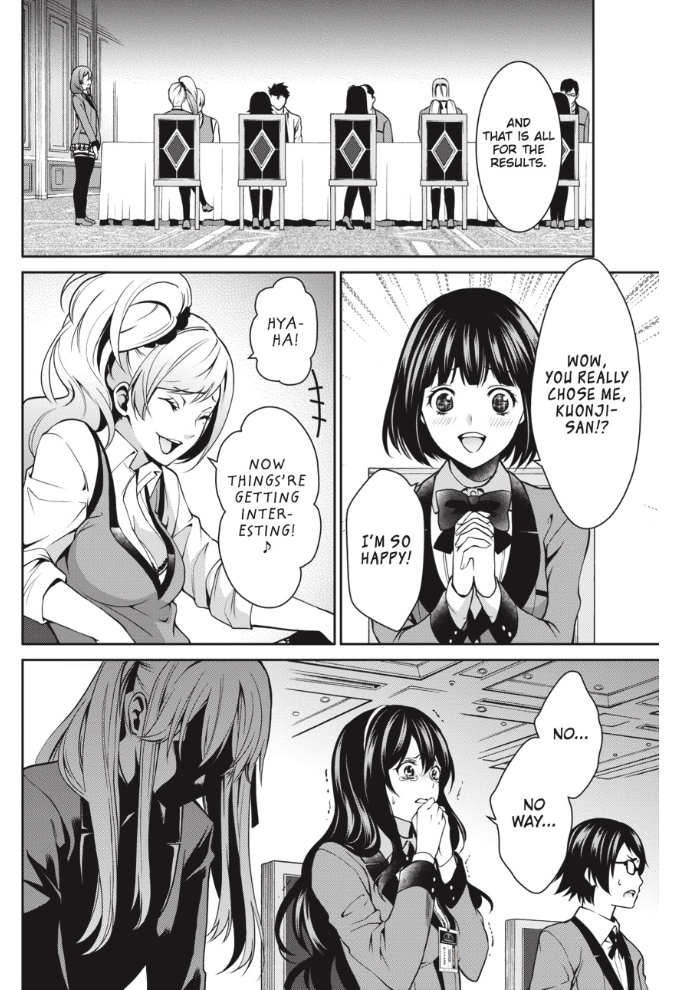 AND
THAT IS ALL
FOR THE
RESULTS.
WOW,
YOU REALLY
CHOSE ME,
KUONJI-
SAN!?
I'M SO
HAPPY!
HYA-
HA!
NOW
THINGS'RE
GETTING
INTER-
ESTING!
♪
NO...
NO
WAY...